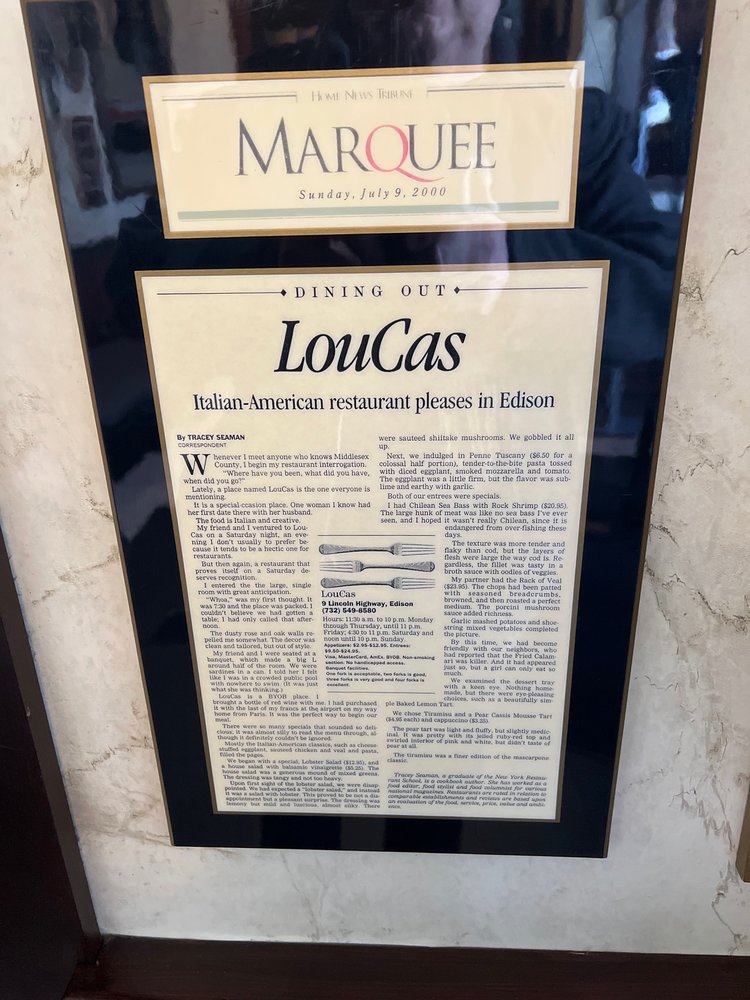 HOME NEWS TRIBUNE
MARQUEE
Sunday, July 9, 2000
DINING OUT
LouCas
Italian-American restaurant pleases in Edison
By TRACEY SEAMAN
CORRESPONDENT
Whenever I meet anyone who knows Middlesex
County, I begin my restaurant interrogation.
"Where have you been, what did you have,
when did you go?"
Lately, a place named LouCas is the one everyone is
mentioning.
It is a special-ccasion place. One woman I know had
her first date there with her husband.
The food is Italian and creative.
My friend and I ventured to Lou-
Cas on a Saturday night, an eve-
ning I don't usually to prefer be-
cause it tends to be a hectic one for
restaurants.
But then again, a restaurant that
proves itself on a Saturday de-
serves recognition.
I entered the the large, single
room with great anticipation.
"Whoa," was my first thought. It
was 7:30 and the place was packed. I
couldn't believe we had gotten a
table; I had only called that after-
noon.
The dusty rose and oak walls re-
pelled me somewhat. The decor was
clean and tailored, but out of style.
My friend and I were seated at a
banquet, which made a big L
around half of the room. We were
sardines in a can. I told her I felt
like I was in a crowded public pool
with nowhere to swim. (It was just
what she was thinking.)
LouCas is a BYOB place. I
brought a bottle of red wine with me. I had purchased
it with the last of my francs at the airport on my way
home from Paris. It was the perfect way to begin our
meal.
There were so many specials that sounded so deli-
cious; it was almost silly to read the menu through, al-
though it definitely couldn't be ignored.
Mostly the Italian-American classics, such as cheese-
stuffed eggplant, sauteed chicken and veal and pasta,
filled the pages.
We began with a special, Lobster Salad ($12.95), and
a house salad with balsamic vinaigrette ($5.25). The
house salad was a generous mound of mixed greens.
The dressing was tangy and not too heavy.
Upon first sight of the lobster salad, we were disap-
pointed. We had expected a "lobster salad," and instead
it was a salad with lobster. This proved to be not a dis-
appointment but a pleasant surprise. The dressing was
lemony but mild and luscious, almost silky. There
LouCas
9 Lincoln Highway, Edison
(732) 549-8580
Hours: 11:30 a.m. to 10 p.m. Monday
through Thursday, until 11 p.m.
Friday; 4:30 to 11 p.m. Saturday and
noon until 10 p.m. Sunday.
Appetizers: $2.95-$12.95. Entrees:
$9.50-$24.95.
Visa, MasterCard, AmEx. BYOB. Non-smoking
section. No handicapped access.
Banquet facilities.
One fork is acceptable, two forks is good,
three forks is very good and four forks is
excellent.
were sauteed shiitake mushrooms. We gobbled it all
up.
Next, we indulged in Penne Tuscany ($6.50 for a
colossal half portion), tender-to-the-bite pasta tossed
with diced eggplant, smoked mozzarella and tomato.
The eggplant was a little firm, but the flavor was sub-
lime and earthy with garlic.
Both of our entrees were specials.
I had Chilean Sea Bass with Rock Shrimp ($20.95).
The large hunk of meat was like no sea bass I've ever
seen, and I hoped it wasn't really Chilean, since it is
endangered from over-fishing these
days.
The texture was more tender and
flaky than cod, but the layers of
flesh were large the way cod is. Re-
gardless, the fillet was tasty in a
broth sauce with oodles of veggies.
My partner had the Rack of Veal
($23.95). The chops had been patted
with seasoned breadcrumbs,
browned, and then roasted a perfect
medium. The porcini mushroom
sauce added richness.
Garlic mashed potatoes and shoe-
string mixed vegetables completed
the picture.
By this time, we had become
friendly with our neighbors, who
had reported that the Fried Calam-
ari was killer. And it had appeared
just so, but a girl can only eat so
much.
We examined the dessert tray
with a keen eye. Nothing home-
made, but there were eye-pleasing
choices, such as a beautifully sim-
ple Baked Lemon Tart.
We chose Tiramisu and a Pear Cassis Mousse Tart
($4.95 each) and cappuccino ($3.25).
The pear tart was light and fluffy, but slightly medic-
inal. It was pretty with its jelled ruby-red top and
swirled interior of pink and white, but didn't taste of
pear at all.
The tiramisu was a finer edition of the mascarpone
classic.
Tracey Seaman, a graduate of the New York Restau-
rant School, is a cookbook author. She has worked as a
food editor, food stylist and food columnist for various
national magazines. Restaurants are rated in relation to
comparable establishments and reviews are based upon
an evaluation of the food, service, price, value and ambi-
ence.